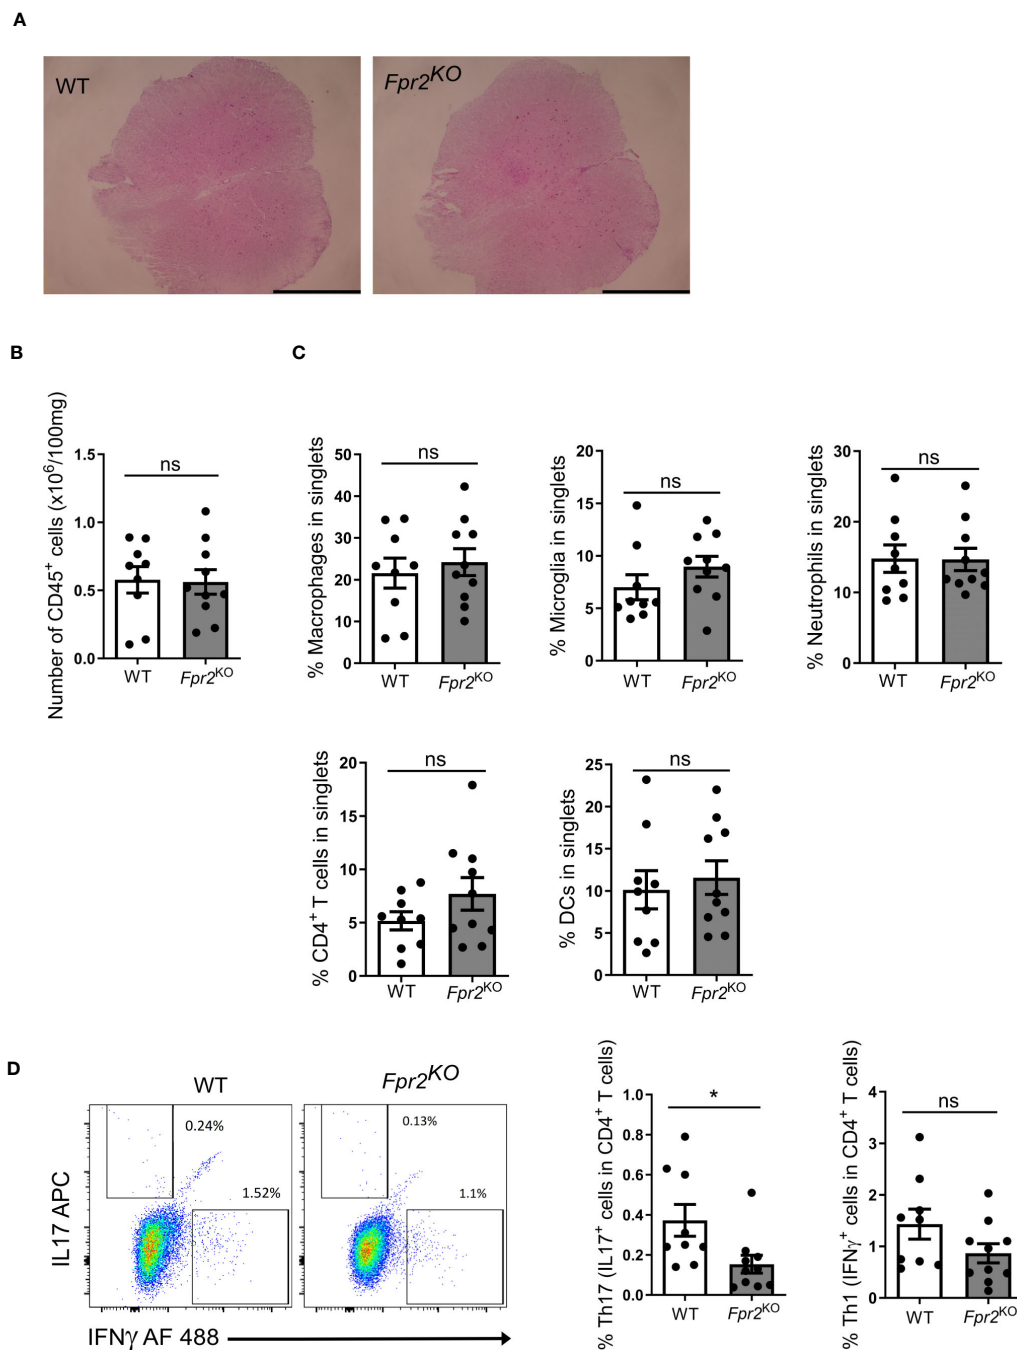 A
WT
Fpr2KO
B
C
Number of CD45+ cells (x10^6/100mg)
1.5
1.0
0.5
0.0
ns
WT
Fpr2KO
% Macrophages in singlets
50
40
30
20
10
0
ns
WT
Fpr2KO
% Microglia in singlets
20
15
10
5
0
ns
WT
Fpr2KO
% Neutrophils in singlets
30
20
10
0
ns
WT
Fpr2KO
% CD4+ T cells in singlets
20
15
10
5
0
ns
WT
Fpr2KO
% DCs in singlets
25
20
15
10
5
0
ns
WT
Fpr2KO
D
WT
Fpr2KO
IL17 APC
0.24%
1.52%
0.13%
1.1%
IFNγ AF 488
% Th17 (IL17+ cells in CD4+ T cells)
1.0
0.8
0.6
0.4
0.2
0.0
*
WT
Fpr2KO
% Th1 (IFNγ+ cells in CD4+ T cells)
4
3
2
1
0
ns
WT
Fpr2KO